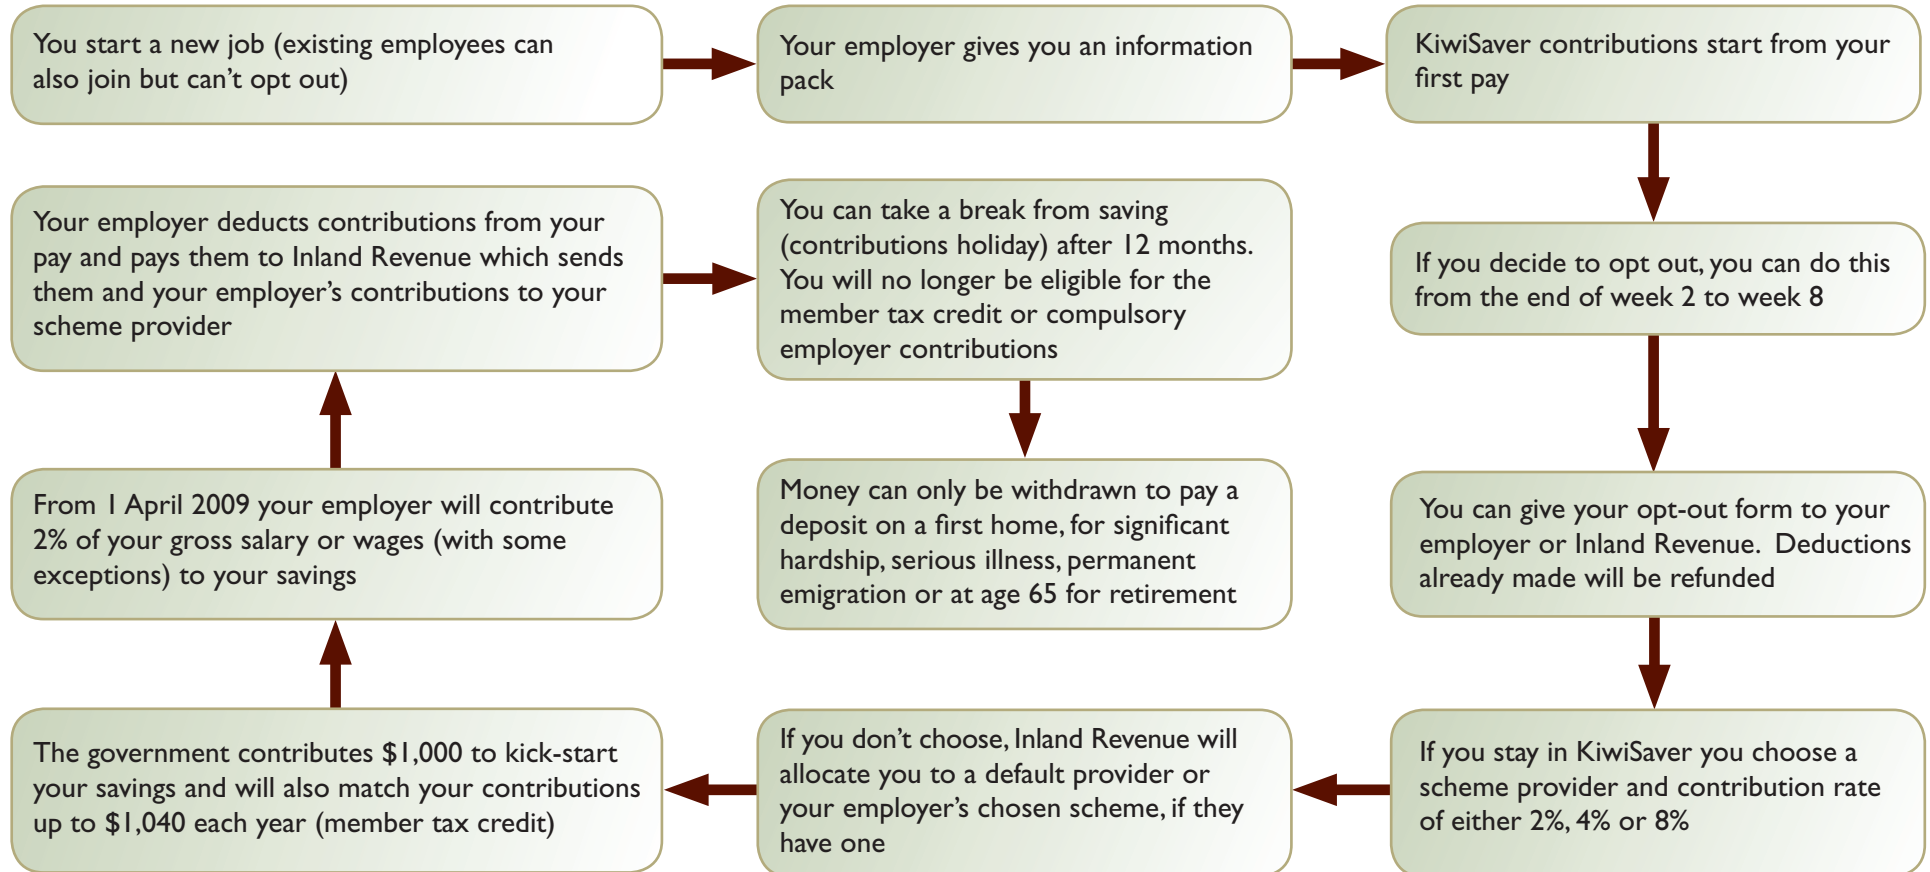 You start a new job (existing employees can
also join but can't opt out)
Your employer gives you an information
pack
KiwiSaver contributions start from your
first pay
If you decide to opt out, you can do this
from the end of week 2 to week 8
You can give your opt-out form to your
employer or Inland Revenue.  Deductions
already made will be refunded
If you stay in KiwiSaver you choose a
scheme provider and contribution rate
of either 2%, 4% or 8%
If you don't choose, Inland Revenue will
allocate you to a default provider or
your employer's chosen scheme, if they
have one
The government contributes $1,000 to kick-start
your savings and will also match your contributions
up to $1,040 each year (member tax credit)
From 1 April 2009 your employer will contribute
2% of your gross salary or wages (with some
exceptions) to your savings
Your employer deducts contributions from your
pay and pays them to Inland Revenue which sends
them and your employer's contributions to your
scheme provider
You can take a break from saving
(contributions holiday) after 12 months.
You will no longer be eligible for the
member tax credit or compulsory
employer contributions
Money can only be withdrawn to pay a
deposit on a first home, for significant
hardship, serious illness, permanent
emigration or at age 65 for retirement